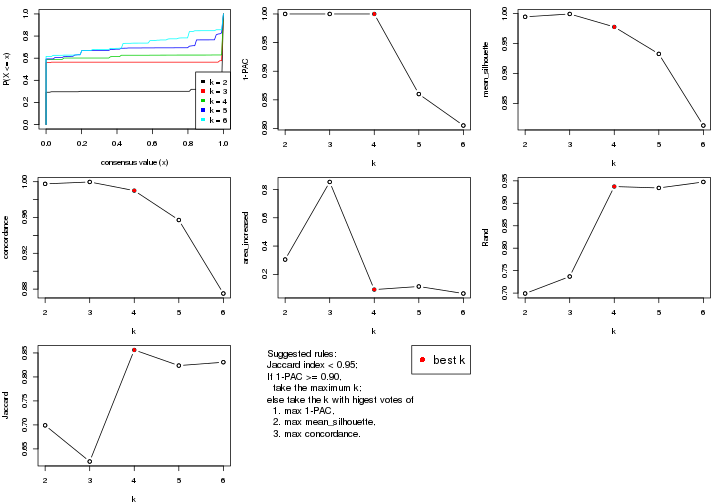 P(X <= x)
0.0 0.2 0.4 0.6 0.8 1.0
k = 2
k = 3
k = 4
k = 5
k = 6
0.0 0.2 0.4 0.6 0.8 1.0
consensus value (x)
1-PAC
0.80 0.85 0.90 0.95 1.00
2 3 4 5 6
k
mean_silhouette
0.85 0.90 0.95 1.00
2 3 4 5 6
k
concordance
0.88 0.92 0.96 1.00
2 3 4 5 6
k
area_increased
0.2 0.4 0.6 0.8
2 3 4 5 6
k
Rand
0.70 0.75 0.80 0.85 0.90 0.95
2 3 4 5 6
k
Jaccard
0.65 0.70 0.75 0.80 0.85
2 3 4 5 6
k
Suggested rules:
Jaccard index < 0.95;
If 1-PAC >= 0.90,
take the maximum k;
else take the k with higest votes of
1. max 1-PAC,
2. max mean_silhouette,
3. max concordance.
best k